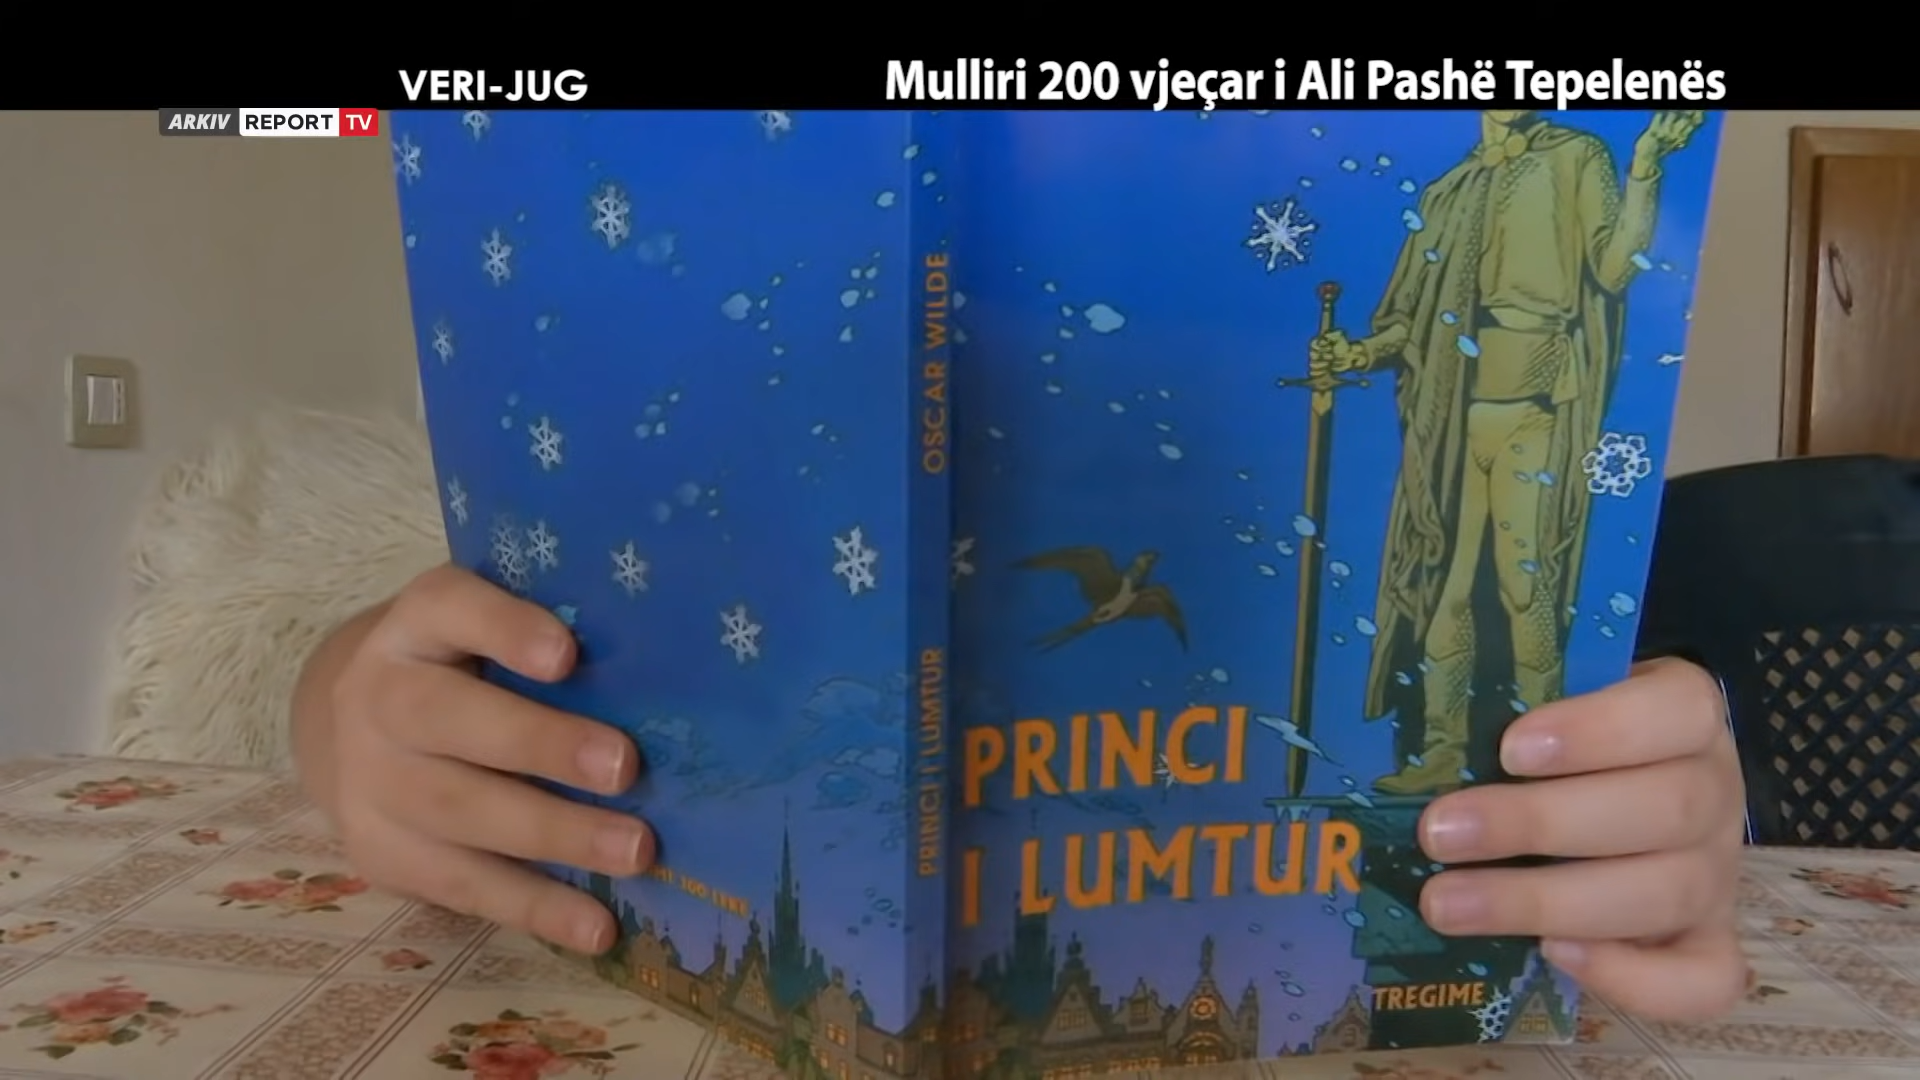 VERI-JUG
Mulliri 200 vjeçar i Ali Pashë Tepelenës
ARKIV REPORT TV
OSCAR WILDE.
PRINCI I LUMTUR
PRINCI
I LUMTUR
TREGIME